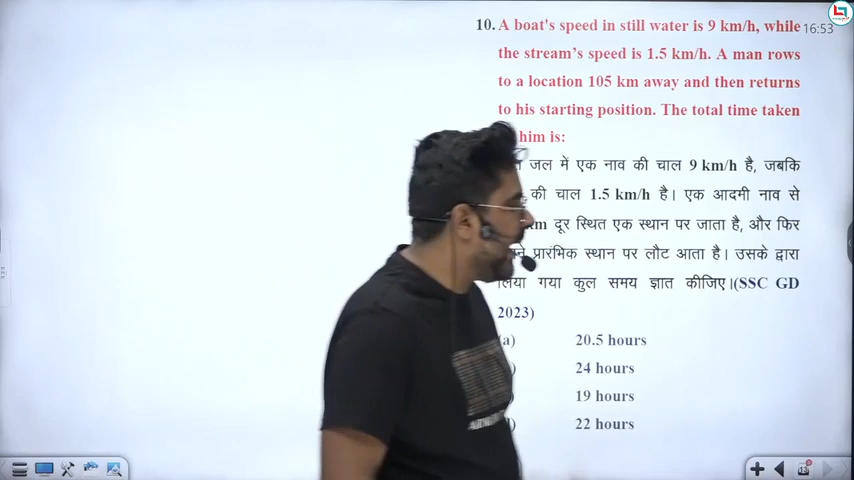 10. A boat's speed in still water is 9 km/h, while
16:53
the stream's speed is 1.5 km/h. A man rows
to a location 105 km away and then returns
to his starting position. The total time taken
him is:
जल में एक नाव की चाल 9 km/h है, जबकि
की चाल 1.5 km/h है। एक आदमी नाव से
दूर स्थित एक स्थान पर जाता है, और फिर
प्रारंभिक स्थान पर लौट आता है। उसके द्वारा
लिया गया कुल समय ज्ञात कीजिए।(SSC GD
2023)
(a) 20.5 hours
24 hours
19 hours
22 hours